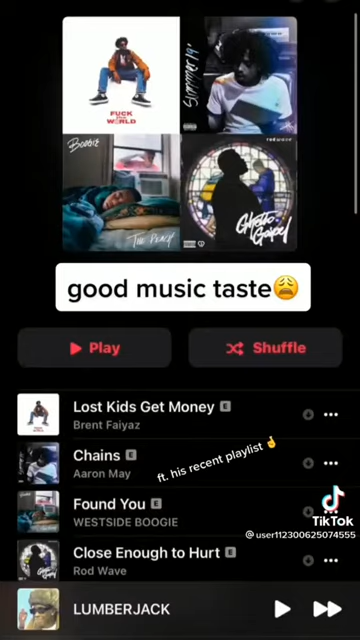 FUCK
THE
WORLD
BOOGIE
THE REACH
Ghetto
Gospel
good music taste😩
Play
Shuffle
Lost Kids Get Money E
Brent Faiyaz
Chains E
Aaron May
ft. his recent playlist🤞
Found You E
WESTSIDE BOOGIE
TikTok
@ user112300625074555
Close Enough to Hurt E
Rod Wave
LUMBERJACK